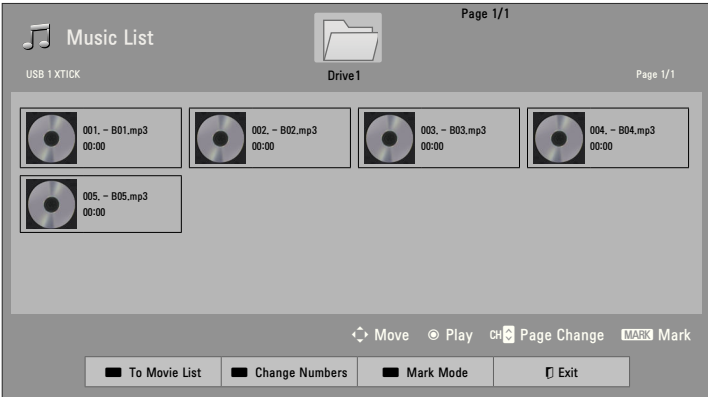 Page 1/1
Music List
USB 1 XTICK
Drive1
Page 1/1
001. - B01.mp3
00:00
002. - B02.mp3
00:00
003. - B03.mp3
00:00
004. - B04.mp3
00:00
005. - B05.mp3
00:00
Move Play CH Page Change MARK Mark
To Movie List Change Numbers Mark Mode Exit